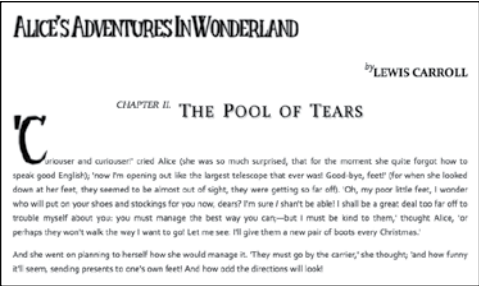 ALICE'S ADVENTURES IN WONDERLAND
by LEWIS CARROLL
CHAPTER II. THE POOL OF TEARS
'Curiouser and curiouser!' cried Alice (she was so much surprised, that for the moment she quite forgot how to
speak good English); 'now I'm opening out like the largest telescope that ever was! Good-bye, feet!' (for when she looked
down at her feet, they seemed to be almost out of sight, they were getting so far off). 'Oh, my poor little feet, I wonder
who will put on your shoes and stockings for you now, dears? I'm sure I shan't be able! I shall be a great deal too far off to
trouble myself about you: you must manage the best way you can;—but I must be kind to them,' thought Alice, 'or
perhaps they won't walk the way I want to go! Let me see: I'll give them a new pair of boots every Christmas.'
And she went on planning to herself how she would manage it. 'They must go by the carrier,' she thought; 'and how funny
it'll seem, sending presents to one's own feet! And how odd the directions will look!